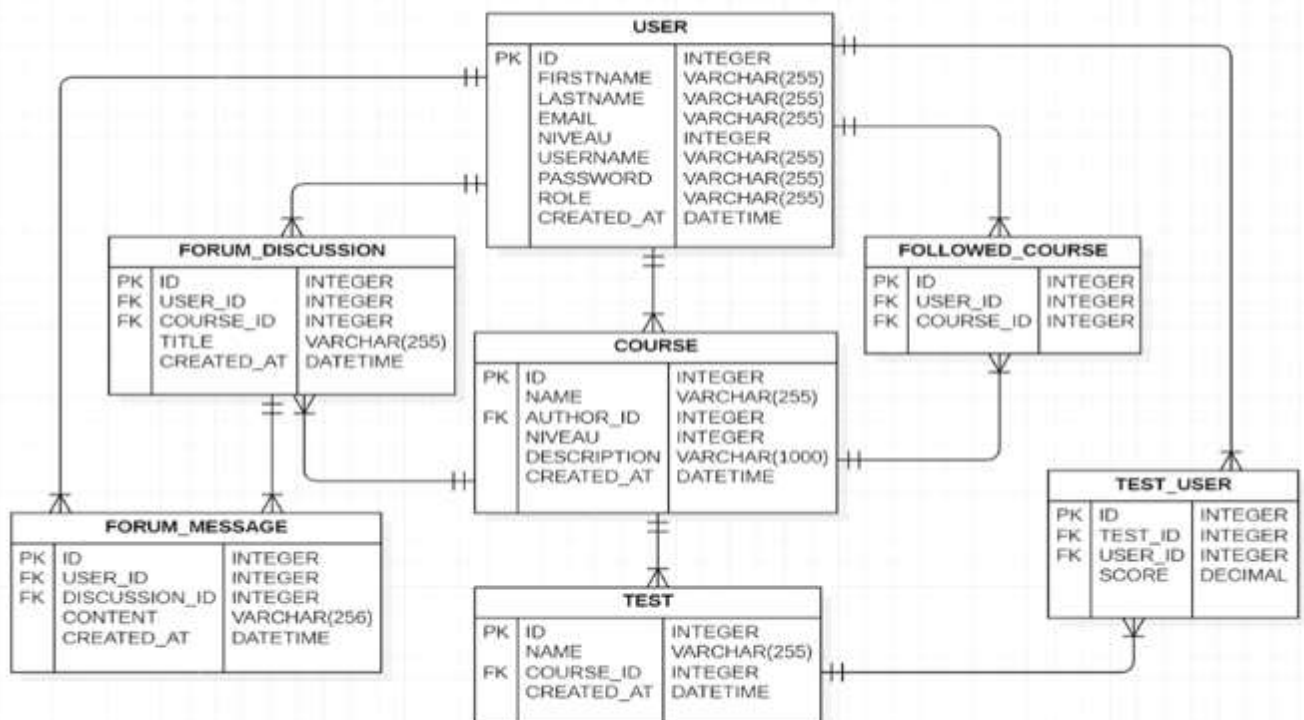 USER
PK ID INTEGER
FIRSTNAME VARCHAR(255)
LASTNAME VARCHAR(255)
EMAIL VARCHAR(255)
NIVEAU INTEGER
USERNAME VARCHAR(255)
PASSWORD VARCHAR(255)
ROLE VARCHAR(255)
CREATED_AT DATETIME
FORUM_DISCUSSION
PK ID INTEGER
FK USER_ID INTEGER
FK COURSE_ID INTEGER
TITLE VARCHAR(255)
CREATED_AT DATETIME
FOLLOWED_COURSE
PK ID INTEGER
FK USER_ID INTEGER
FK COURSE_ID INTEGER
COURSE
PK ID INTEGER
NAME VARCHAR(255)
FK AUTHOR_ID INTEGER
NIVEAU INTEGER
DESCRIPTION VARCHAR(1000)
CREATED_AT DATETIME
TEST_USER
PK ID INTEGER
FK TEST_ID INTEGER
FK USER_ID INTEGER
SCORE DECIMAL
FORUM_MESSAGE
PK ID INTEGER
FK USER_ID INTEGER
FK DISCUSSION_ID INTEGER
CONTENT VARCHAR(256)
CREATED_AT DATETIME
TEST
PK ID INTEGER
NAME VARCHAR(255)
FK COURSE_ID INTEGER
CREATED_AT DATETIME